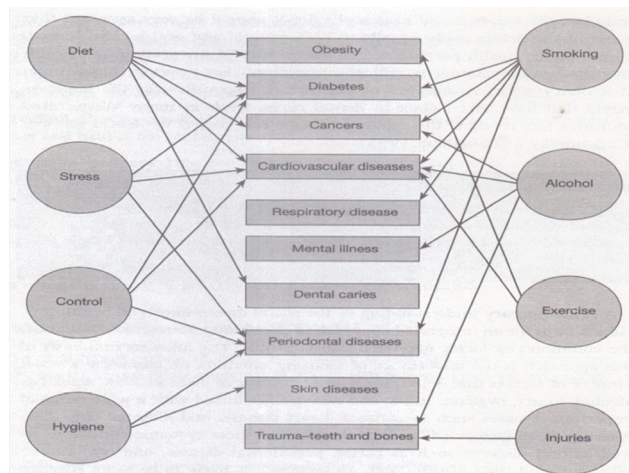 Diet
Stress
Control
Hygiene
Obesity
Diabetes
Cancers
Cardiovascular diseases
Respiratory disease
Mental illness
Dental caries
Periodontal diseases
Skin diseases
Trauma–teeth and bones
Smoking
Alcohol
Exercise
Injuries